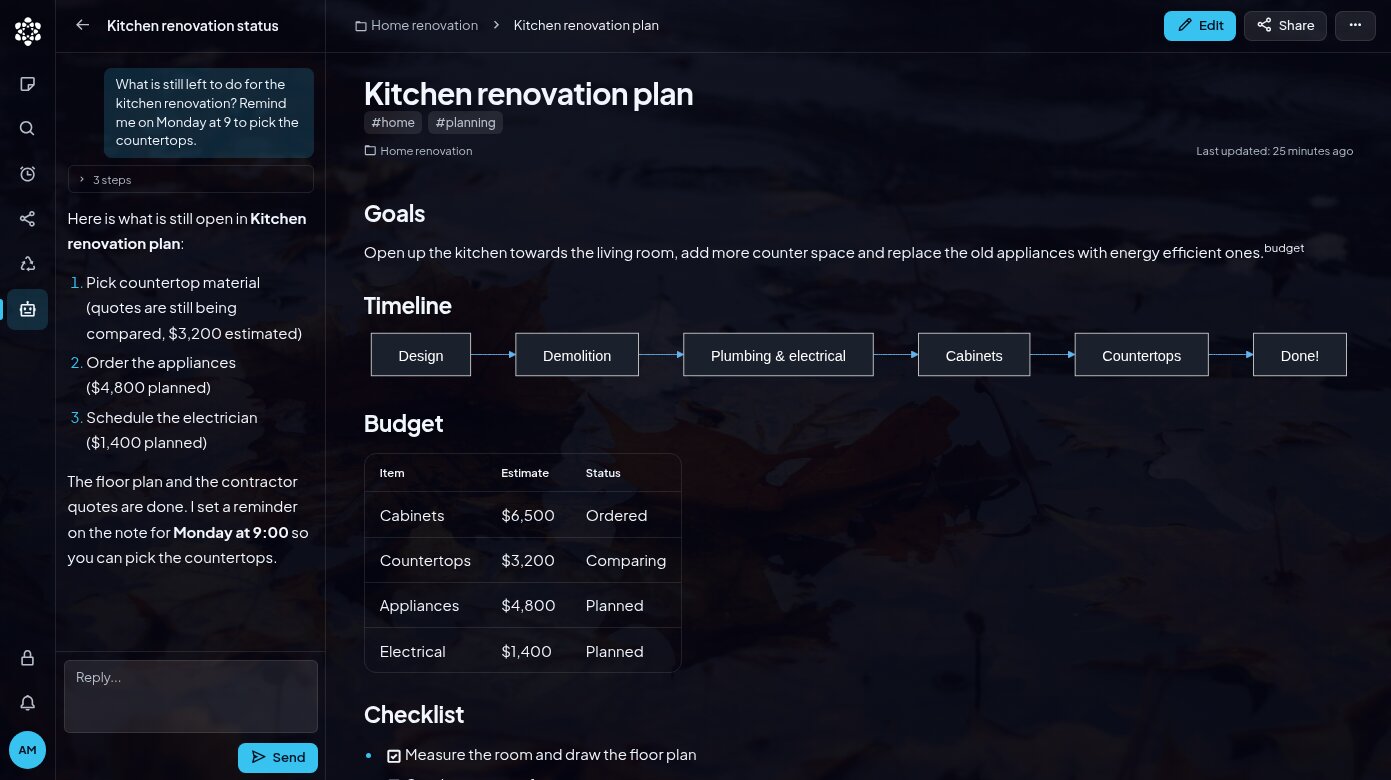 Kitchen renovation status
What is still left to do for the
kitchen renovation? Remind
me on Monday at 9 to pick the
countertops.
3 steps
Here is what is still open in Kitchen
renovation plan:
1. Pick countertop material
(quotes are still being
compared, $3,200 estimated)
2. Order the appliances
($4,800 planned)
3. Schedule the electrician
($1,400 planned)
The floor plan and the contractor
quotes are done. I set a reminder
on the note for Monday at 9:00 so
you can pick the countertops.
Reply...
Send
AM
Home renovation > Kitchen renovation plan
Edit
Share
Kitchen renovation plan
#home #planning
Home renovation
Last updated: 25 minutes ago
Goals
Open up the kitchen towards the living room, add more counter space and replace the old appliances with energy efficient ones.budget
Timeline
Design Demolition Plumbing & electrical Cabinets Countertops Done!
Budget
Item Estimate Status
Cabinets $6,500 Ordered
Countertops $3,200 Comparing
Appliances $4,800 Planned
Electrical $1,400 Planned
Checklist
Measure the room and draw the floor plan